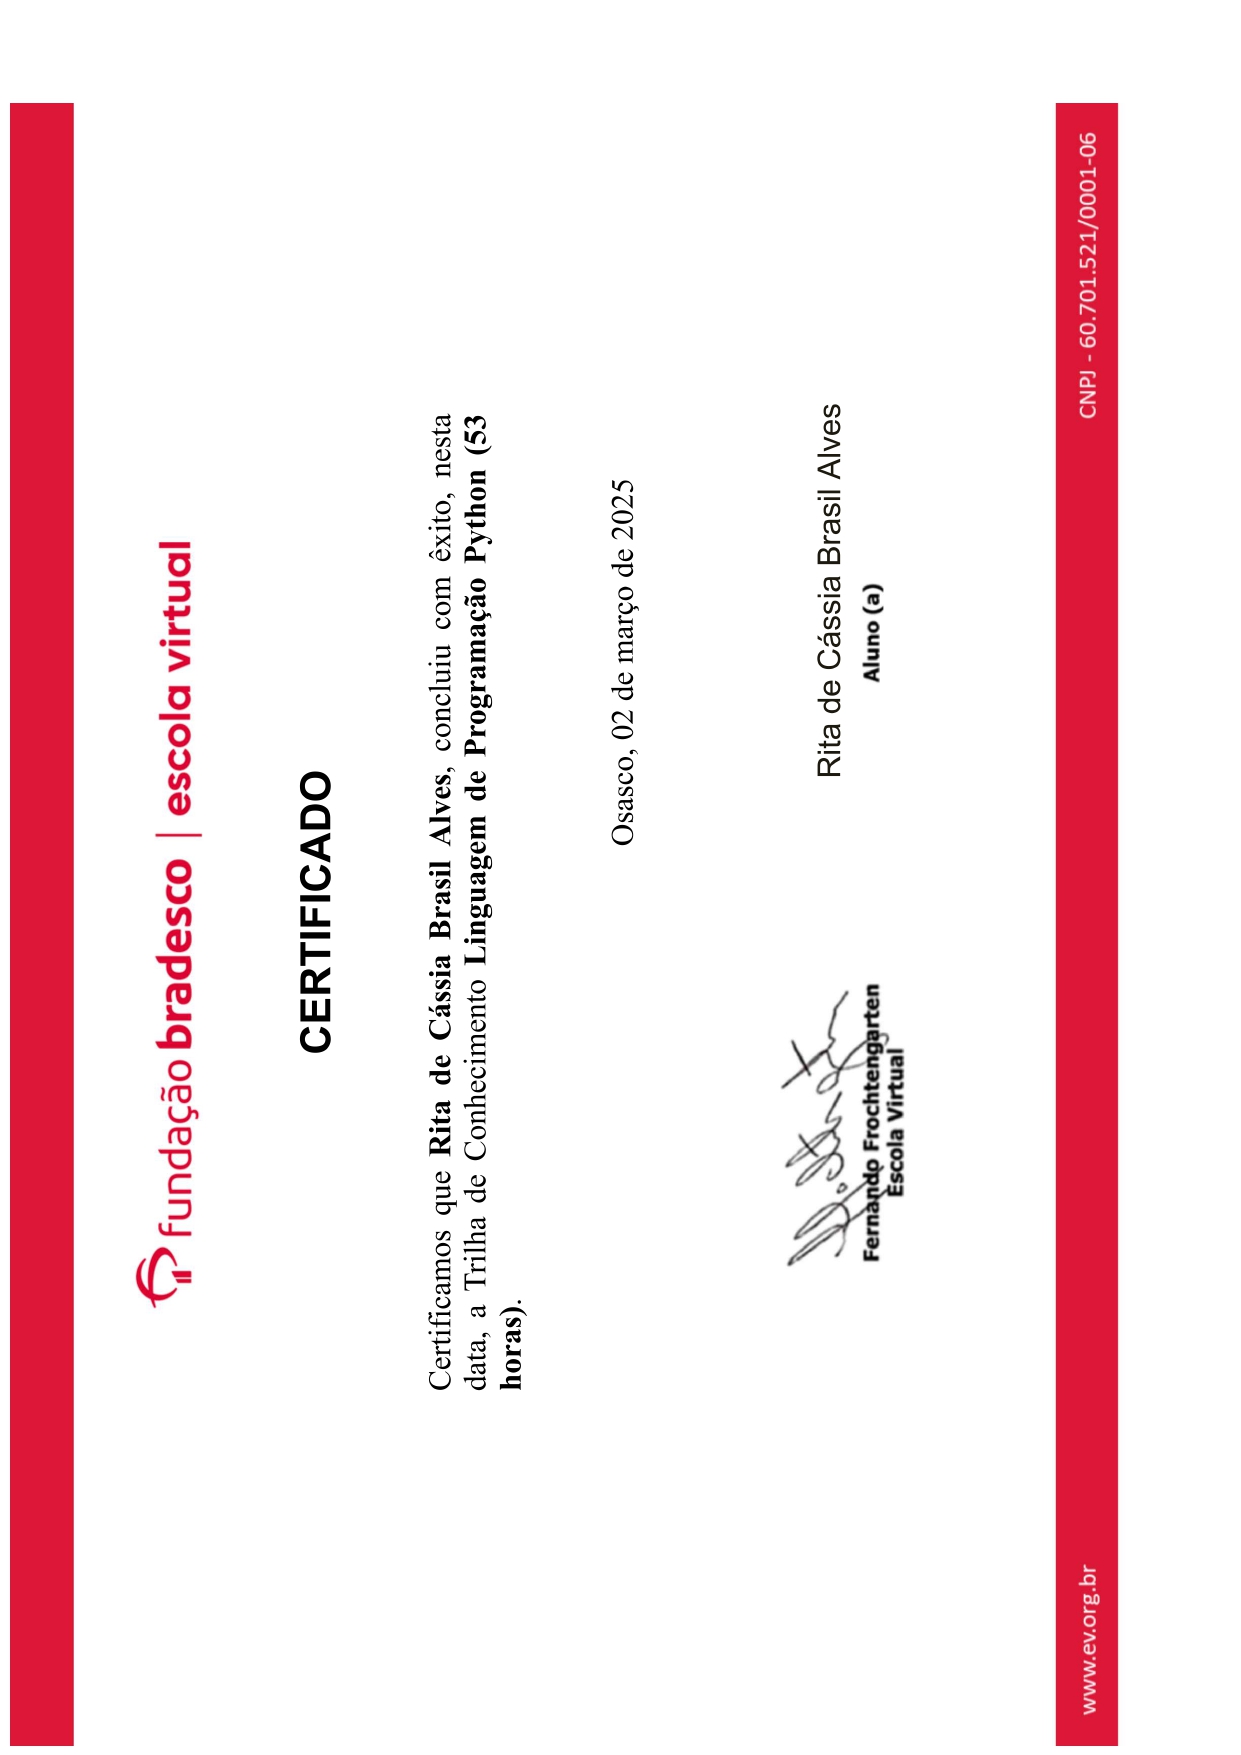 fundação bradesco | escola virtual
CERTIFICADO
Certificamos que Rita de Cássia Brasil Alves, concluiu com êxito, nesta
data, a Trilha de Conhecimento Linguagem de Programação Python (53
horas).
Osasco, 02 de março de 2025
Rita de Cássia Brasil Alves
Fernando Frochtengarten
Escola Virtual
Aluno (a)
www.ev.org.br
CNPJ - 60.701.521/0001-06